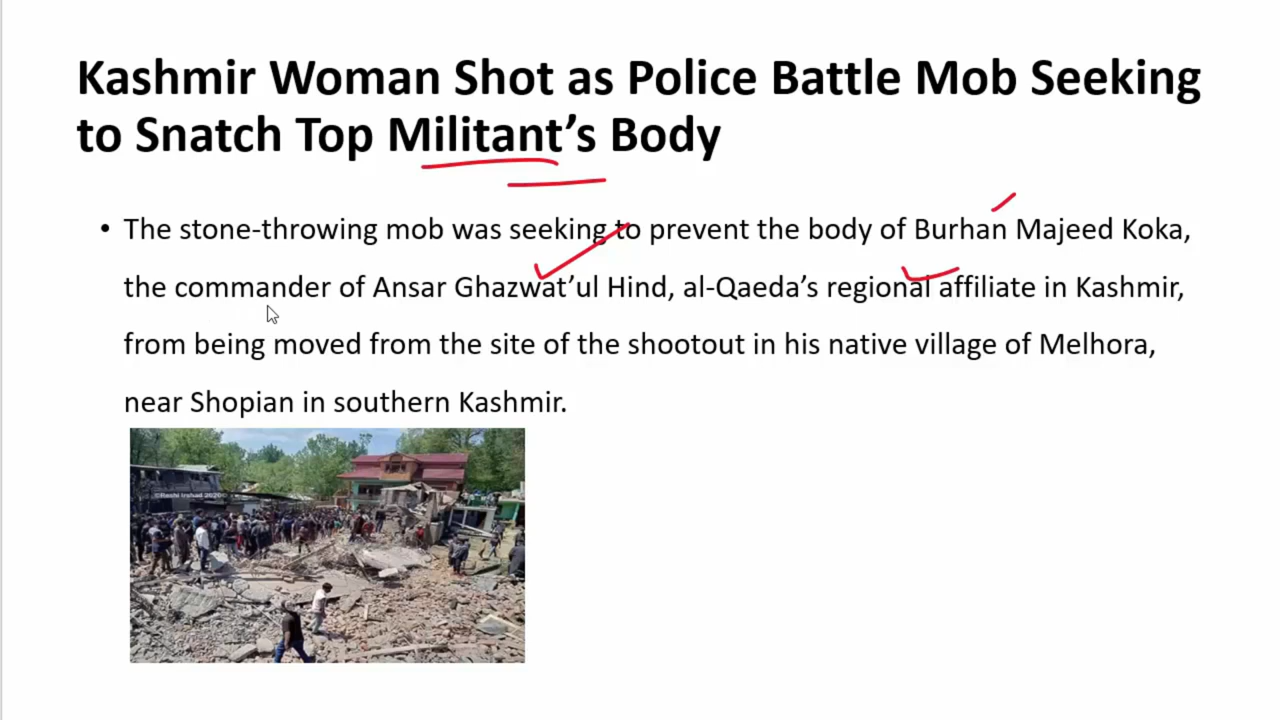 Kashmir Woman Shot as Police Battle Mob Seeking
to Snatch Top Militant's Body
• The stone-throwing mob was seeking to prevent the body of Burhan Majeed Koka,
the commander of Ansar Ghazwat'ul Hind, al-Qaeda's regional affiliate in Kashmir,
from being moved from the site of the shootout in his native village of Melhora,
near Shopian in southern Kashmir.